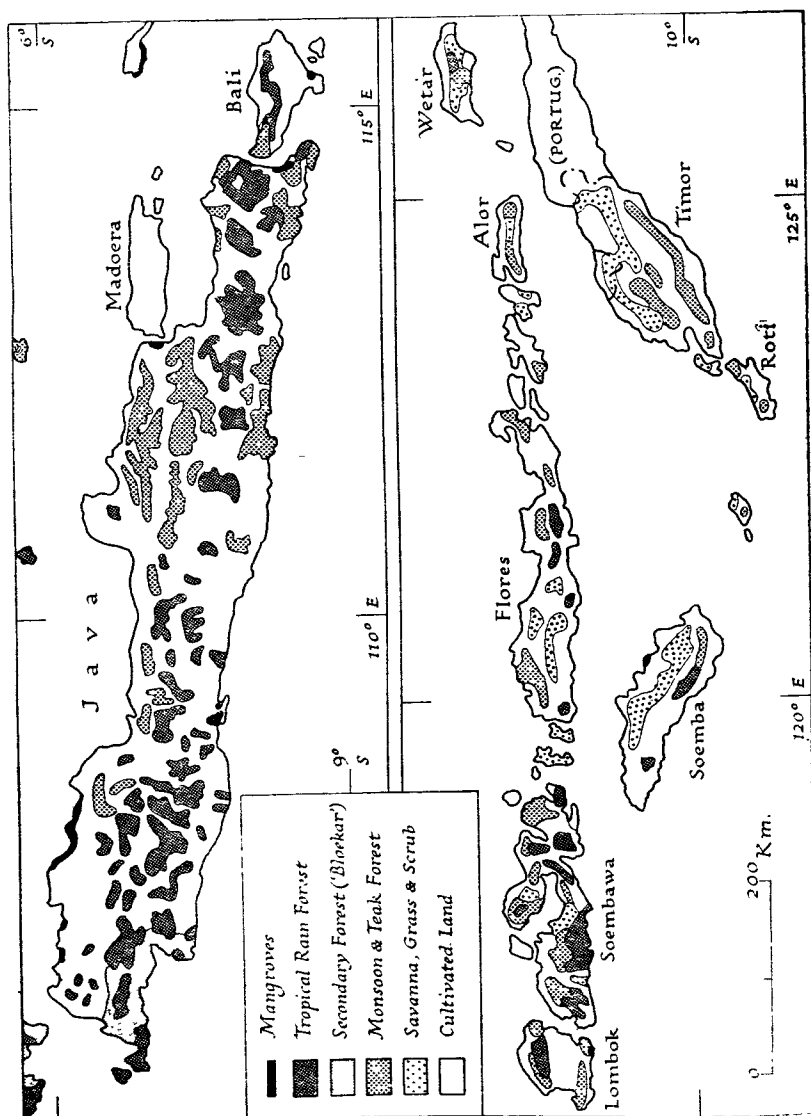 6°
S
Java
Madoera
Bali
110° E
115° E
9°
S
Mangroves
Tropical Rain Forest
Secondary Forest ('Bloekar')
Monsoon & Teak Forest
Savanna, Grass & Scrub
Cultivated Land
Lombok
Soembawa
Flores
Alor
Wetar
Soemba
Roti
Timor
(PORTUG.)
10°
S
120° E
125° E
0 200 Km.